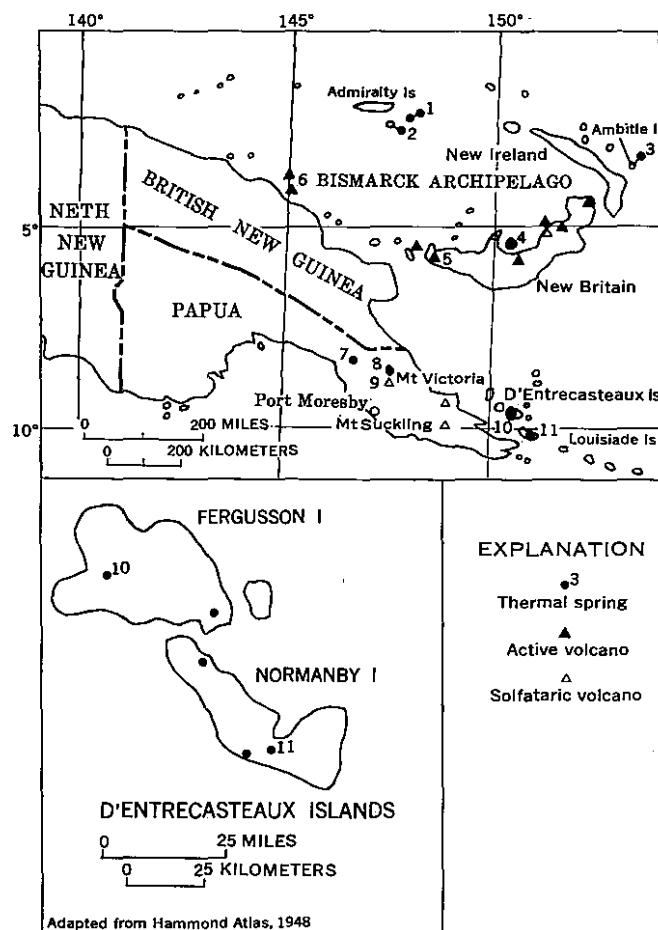 140°
145°
150°
Admiralty Is
1
2
Ambitle I
3
New Ireland
6
BISMARCK ARCHIPELAGO
BRITISH NEW GUINEA
NETH
NEW
GUINEA
5°
4
5
New Britain
PAPUA
7
8
9
Mt Victoria
D'Entrecasteaux Is
Port Moresby
0 200 MILES
Mt Suckling
10
11
10°
0 200
KILOMETERS
Louisiade Is
FERGUSSON I
10
NORMANBY I
11
D'ENTRECASTEAUX ISLANDS
0 25 MILES
0 25
KILOMETERS
Adapted from Hammond Atlas, 1948
EXPLANATION
3
Thermal spring
Active volcano
Solfataric volcano